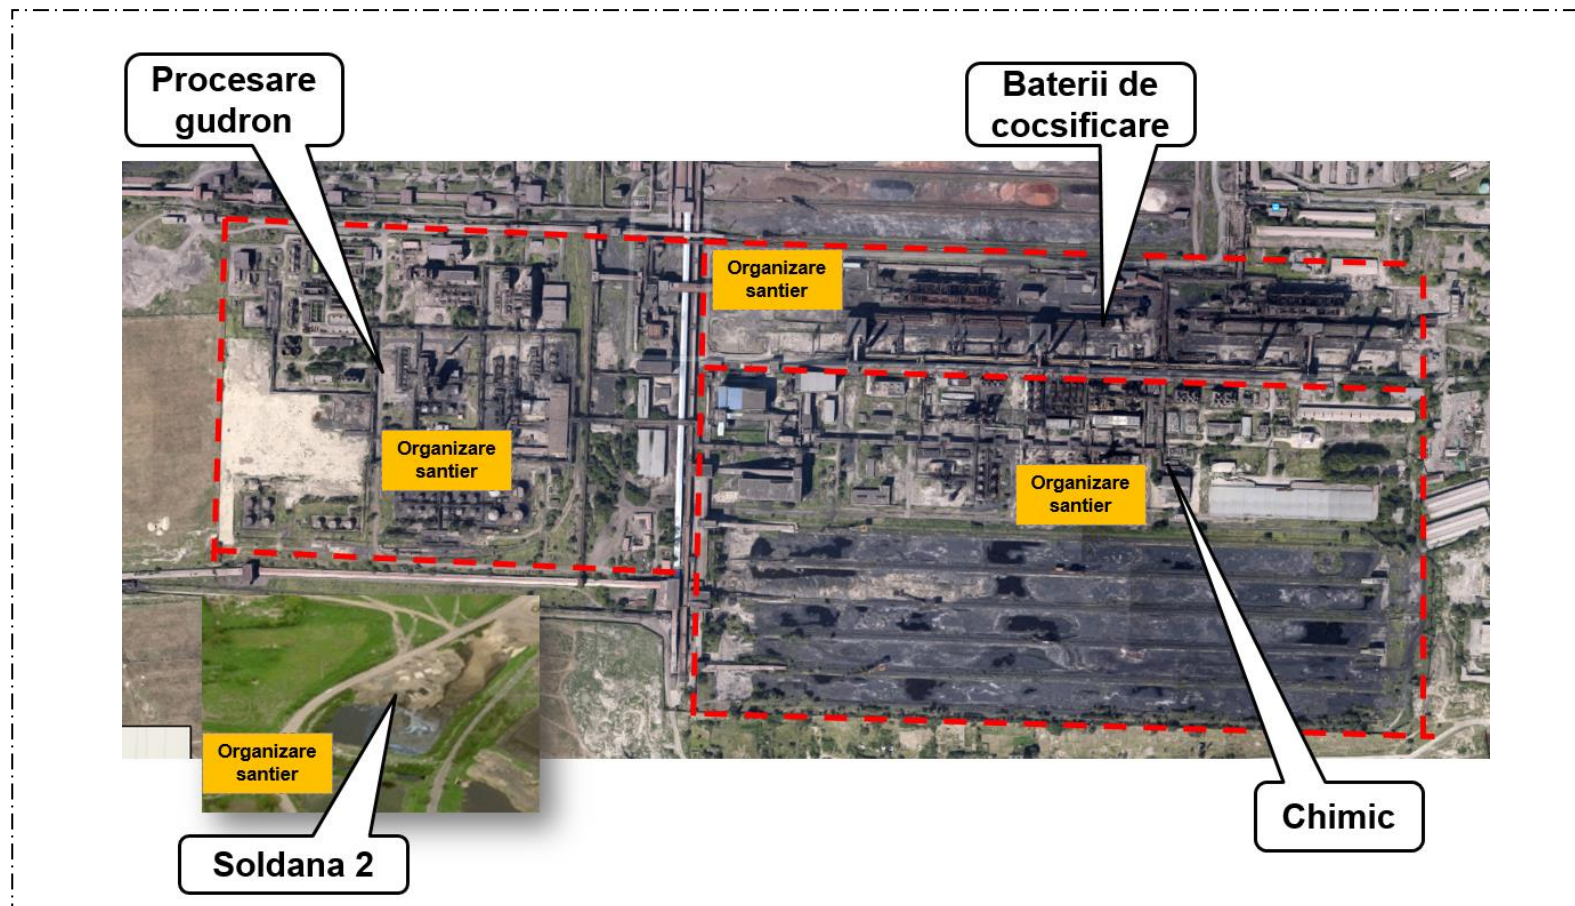 Procesare
gudron
Baterii de
cocsificare
Organizare
santier
Organizare
santier
Organizare
santier
Organizare
santier
Chimic
Soldana 2